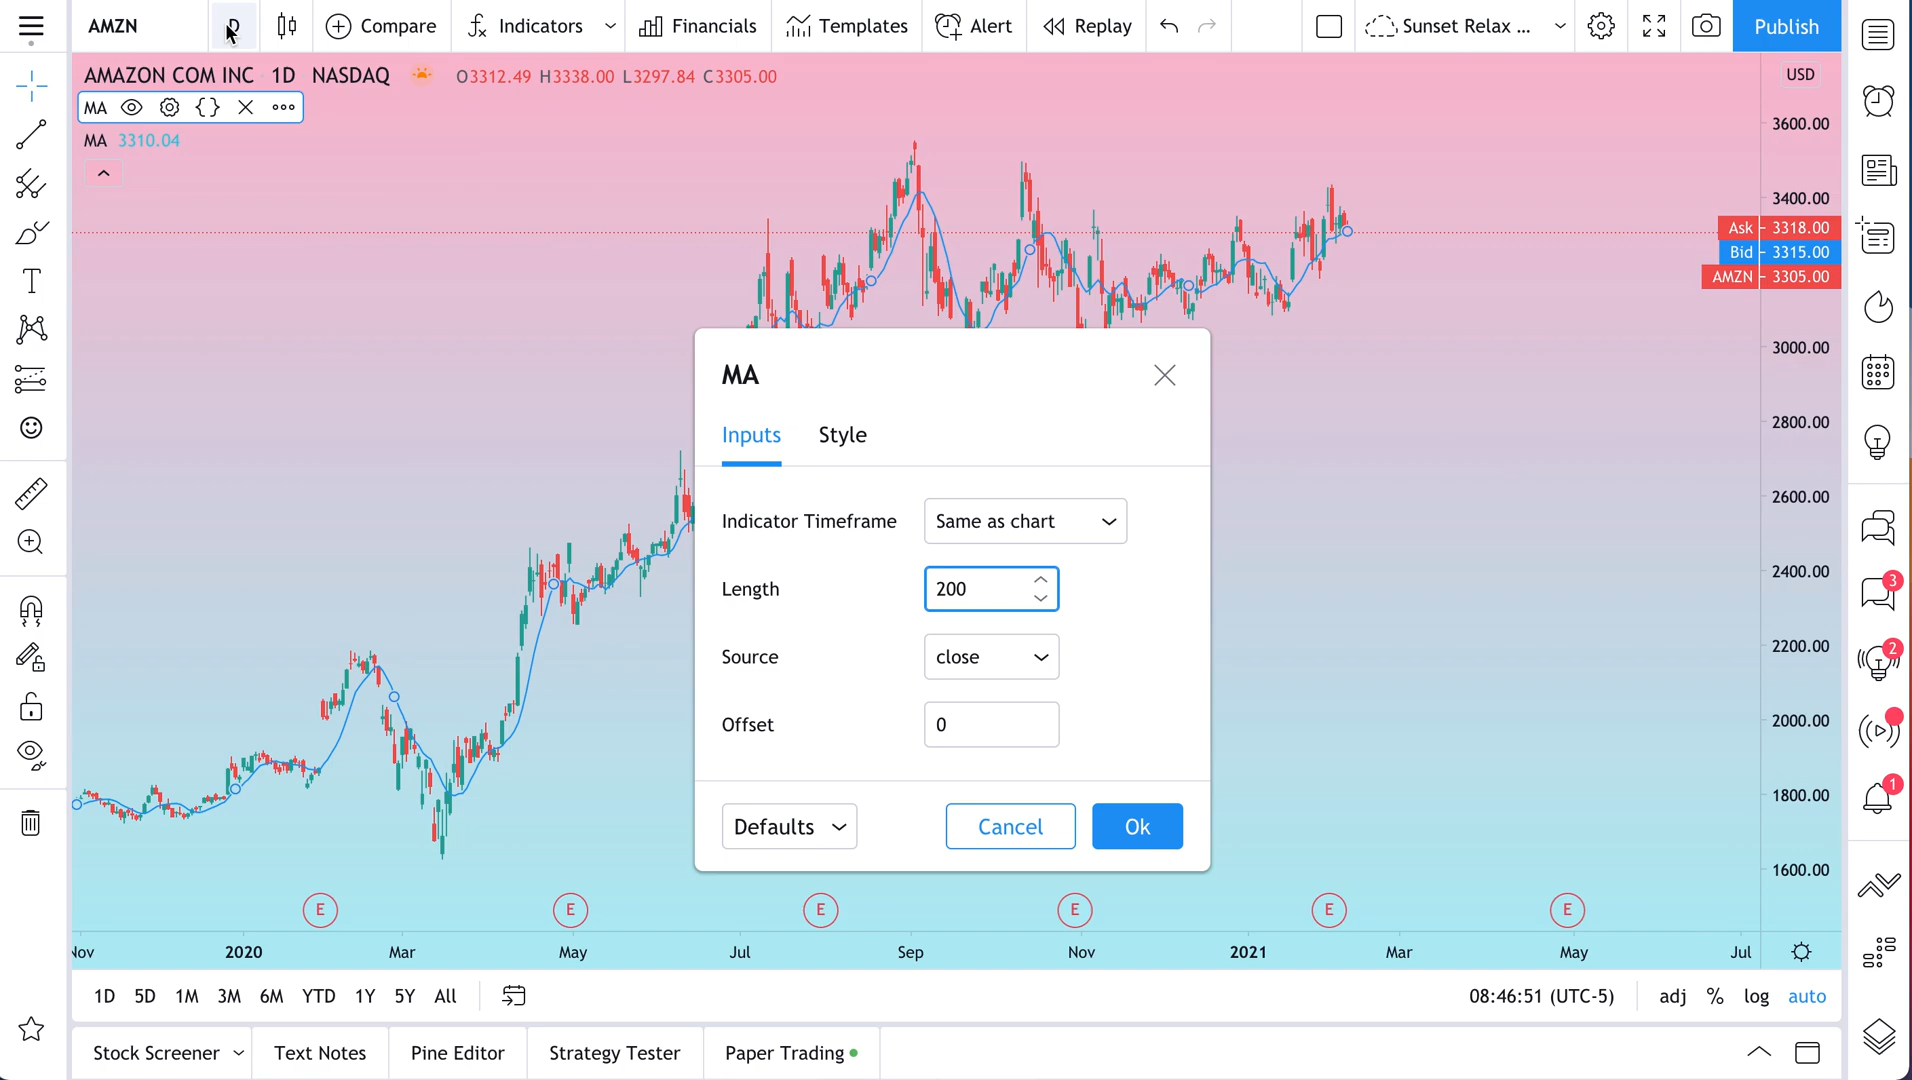 AMZN D Compare Indicators Financials Templates Alert Replay Sunset Relax ... Publish
AMAZON COM INC 1D NASDAQ O3312.49 H3338.00 L3297.84 C3305.00 USD
MA
MA 3310.04
3600.00
3400.00
Ask 3318.00
Bid 3315.00
AMZN 3305.00
3000.00
2800.00
2600.00
2400.00
2200.00
2000.00
1800.00
1600.00
MA
Inputs Style
Indicator Timeframe Same as chart
Length 200
Source close
Offset 0
Defaults Cancel Ok
E E E E E E
Nov 2020 Mar May Jul Sep Nov 2021 Mar May Jul
1D 5D 1M 3M 6M YTD 1Y 5Y All 08:46:51 (UTC-5) adj % log auto
Stock Screener Text Notes Pine Editor Strategy Tester Paper Trading
3
2
1